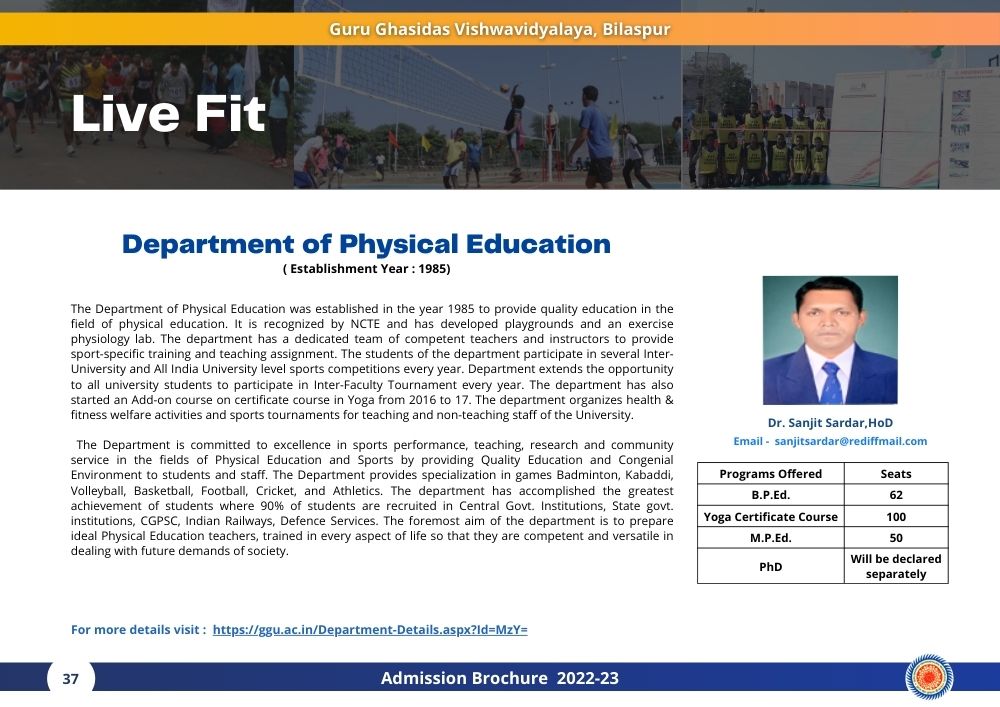 Guru Ghasidas Vishwavidyalaya, Bilaspur
Live Fit
Department of Physical Education
( Establishment Year : 1985)
The Department of Physical Education was established in the year 1985 to provide quality education in the
field of physical education. It is recognized by NCTE and has developed playgrounds and an exercise
physiology lab. The department has a dedicated team of competent teachers and instructors to provide
sport-specific training and teaching assignment. The students of the department participate in several Inter-
University and All India University level sports competitions every year. Department extends the opportunity
to all university students to participate in Inter-Faculty Tournament every year. The department has also
started an Add-on course on certificate course in Yoga from 2016 to 17. The department organizes health &
fitness welfare activities and sports tournaments for teaching and non-teaching staff of the University.
The Department is committed to excellence in sports performance, teaching, research and community
service in the fields of Physical Education and Sports by providing Quality Education and Congenial
Environment to students and staff. The Department provides specialization in games Badminton, Kabaddi,
Volleyball, Basketball, Football, Cricket, and Athletics. The department has accomplished the greatest
achievement of students where 90% of students are recruited in Central Govt. Institutions, State govt.
institutions, CGPSC, Indian Railways, Defence Services. The foremost aim of the department is to prepare
ideal Physical Education teachers, trained in every aspect of life so that they are competent and versatile in
dealing with future demands of society.
For more details visit : https://ggu.ac.in/Department-Details.aspx?Id=MzY=
Dr. Sanjit Sardar,HoD
Email - sanjitsardar@rediffmail.com
Programs Offered Seats
B.P.Ed. 62
Yoga Certificate Course 100
M.P.Ed. 50
PhD Will be declared
separately
37
Admission Brochure 2022-23